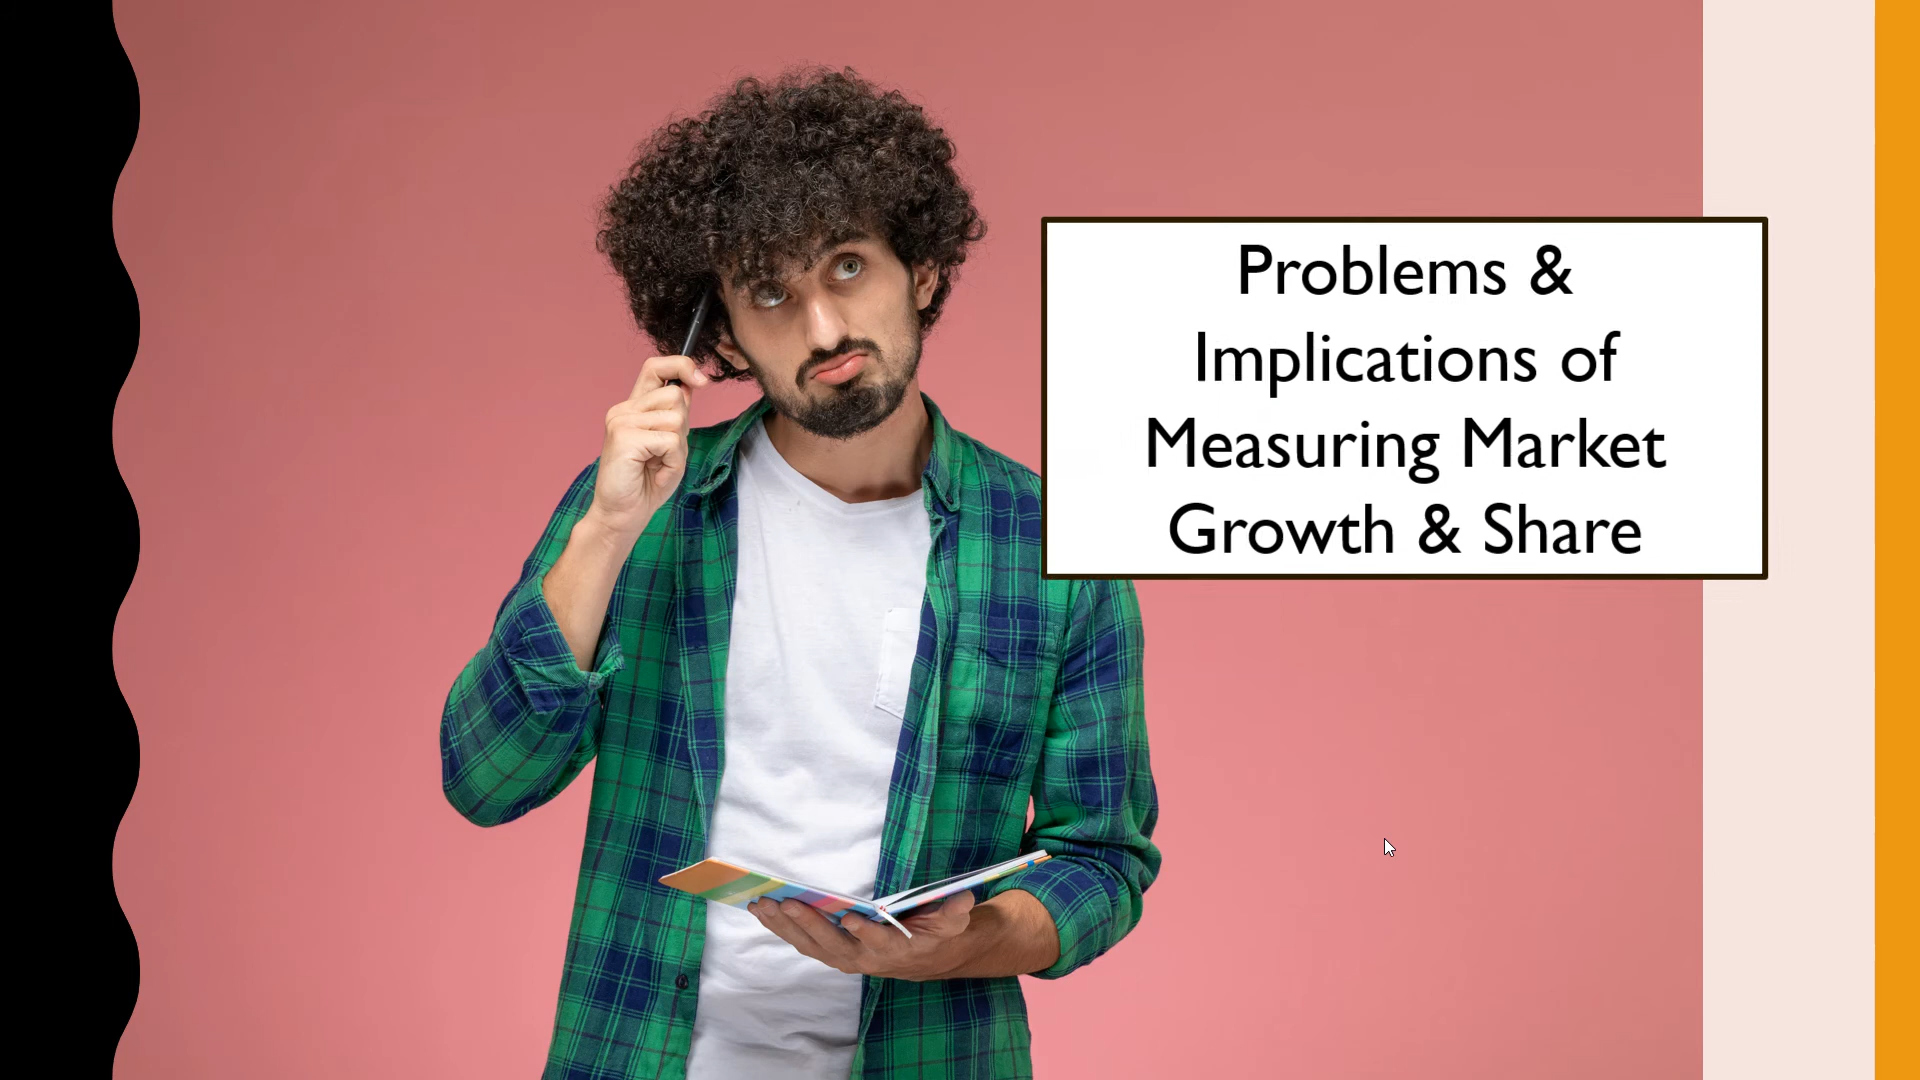 Problems &
Implications of
Measuring Market
Growth & Share